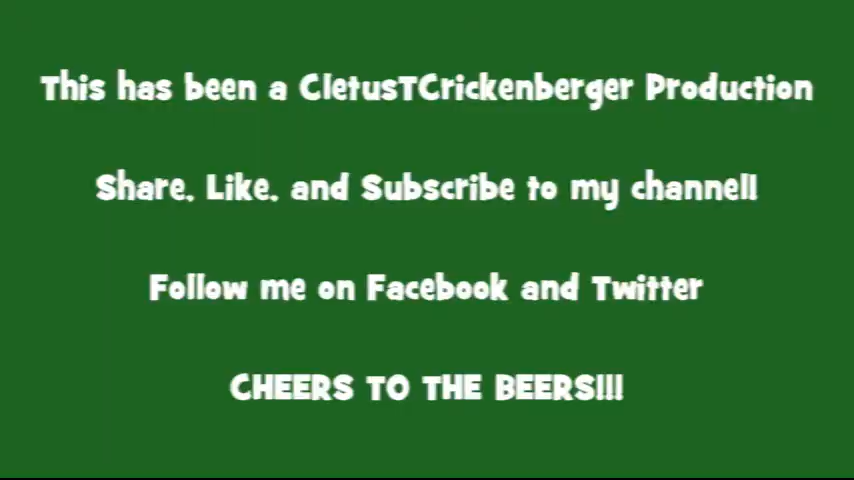 This has been a CletusTCrickenberger Production
Share, Like, and Subscribe to my channel!
Follow me on Facebook and Twitter
CHEERS TO THE BEERS!!!